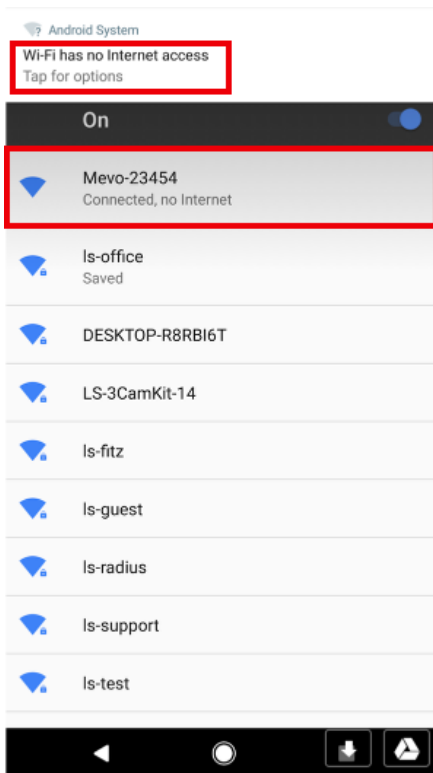 Android System
Wi-Fi has no Internet access
Tap for options
On
Mevo-23454
Connected, no Internet
ls-office
Saved
DESKTOP-R8RBI6T
LS-3CamKit-14
ls-fitz
ls-guest
ls-radius
ls-support
ls-test